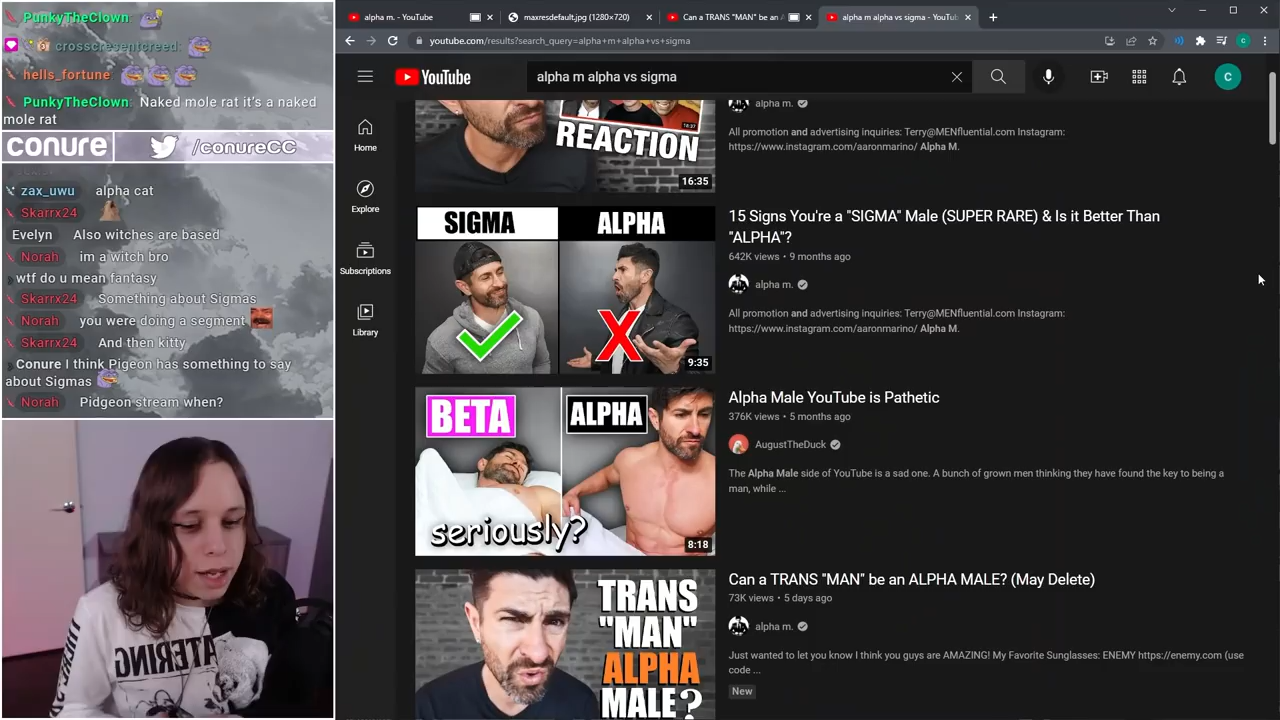 PunkyTheClown:
crosscresentcreed:
hells_fortune
PunkyTheClown: Naked mole rat it's a naked
mole rat
conure
/conureCC
zax_uwu alpha cat
Skarrx24
Evelyn Also witches are based
Norah im a witch bro
wtf do u mean fantasy
Skarrx24 Something about Sigmas
Norah you were doing a segment
Skarrx24 And then kitty
Conure I think Pigeon has something to say
about Sigmas
Norah Pidgeon stream when?
alpha m. - YouTube
maxresdefault.jpg (1280×720)
Can a TRANS "MAN" be an A
alpha m alpha vs sigma - YouTub
youtube.com/results?search_query=alpha+m+alpha+vs+sigma
YouTube
alpha m alpha vs sigma
C
C
Home
Explore
Subscriptions
Library
REACTION
18:37
16:35
alpha m.
All promotion and advertising inquiries: Terry@MENfluential.com Instagram:
https://www.instagram.com/aaronmarino/ Alpha M.
SIGMA
ALPHA
9:35
15 Signs You're a "SIGMA" Male (SUPER RARE) & Is it Better Than
"ALPHA"?
642K views • 9 months ago
alpha m.
All promotion and advertising inquiries: Terry@MENfluential.com Instagram:
https://www.instagram.com/aaronmarino/ Alpha M.
BETA
ALPHA
seriously?
8:18
Alpha Male YouTube is Pathetic
376K views • 5 months ago
AugustTheDuck
The Alpha Male side of YouTube is a sad one. A bunch of grown men thinking they have found the key to being a
man, while ...
TRANS
"MAN"
ALPHA
MALE?
Can a TRANS "MAN" be an ALPHA MALE? (May Delete)
73K views • 5 days ago
alpha m.
Just wanted to let you know I think you guys are AMAZING! My Favorite Sunglasses: ENEMY https://enemy.com (use
code ...
New